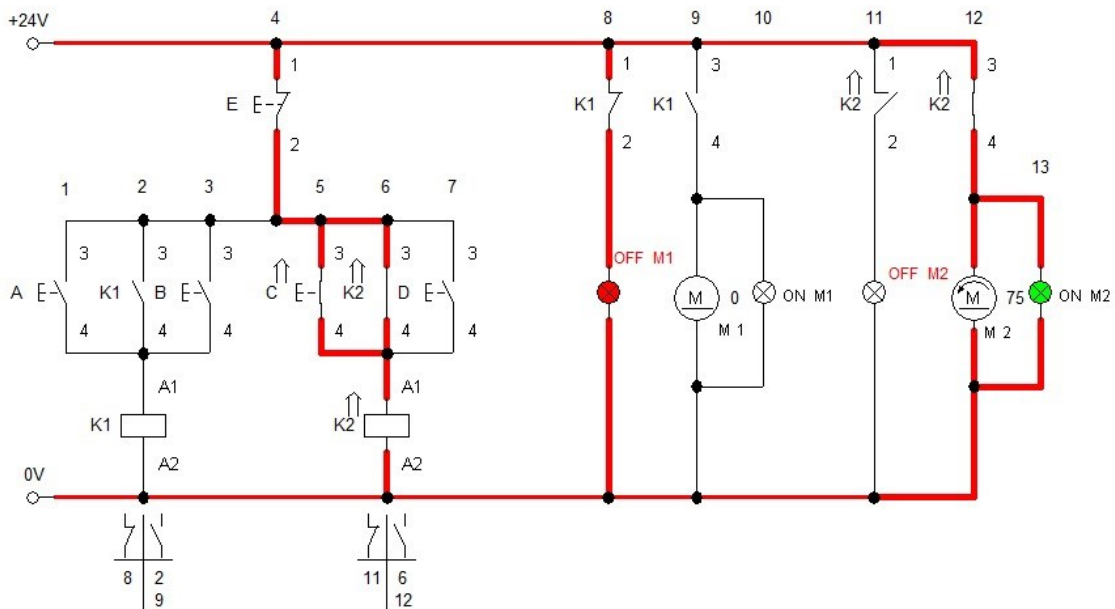 4 8 9 10 11 12
+24V
1 1 3 1 3
E K1 K1 K2 K2
2 2 4 2 4
1 2 3 5 6 7 13
3 3 3 3 3 3
A K1 B C K2 D
4 4 4 4 4 4
OFF M1 M 0 ON M1 OFF M2 M 75 ON M2
M 1 M 2
A1 A1
K1 K2
A2 A2
0V
8 2 11 6
9 12